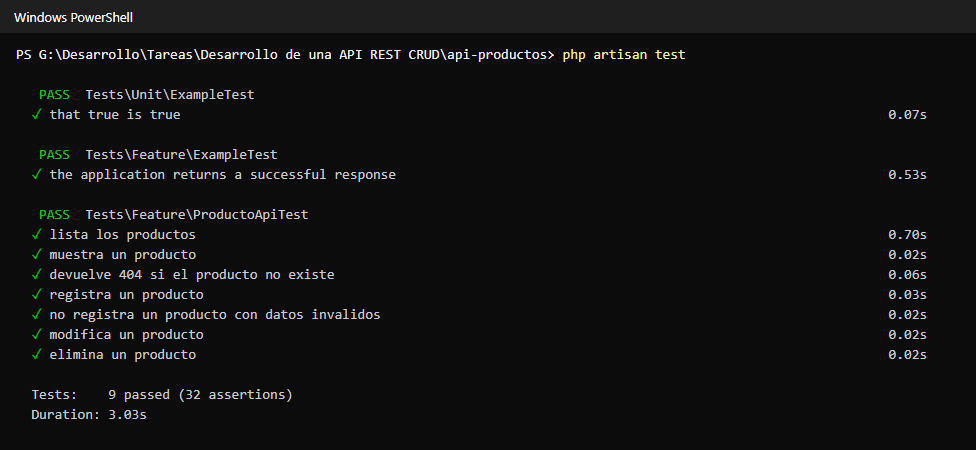 Windows PowerShell
PS G:\Desarrollo\Tareas\Desarrollo de una API REST CRUD\api-productos> php artisan test
PASS Tests\Unit\ExampleTest
✓ that true is true 0.07s
PASS Tests\Feature\ExampleTest
✓ the application returns a successful response 0.53s
PASS Tests\Feature\ProductoApiTest
✓ lista los productos 0.70s
✓ muestra un producto 0.02s
✓ devuelve 404 si el producto no existe 0.06s
✓ registra un producto 0.03s
✓ no registra un producto con datos invalidos 0.02s
✓ modifica un producto 0.02s
✓ elimina un producto 0.02s
Tests: 9 passed (32 assertions)
Duration: 3.03s